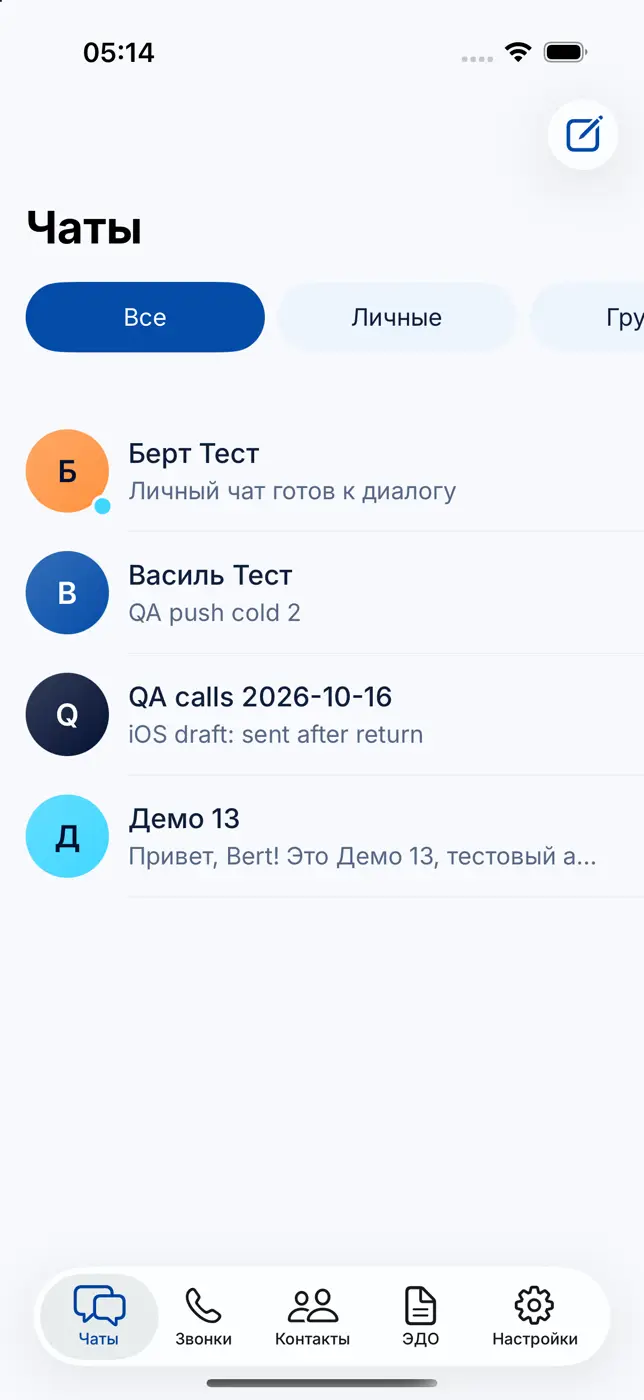 05:14
Чаты
Все
Личные
Гру
Б
Берт Тест
Личный чат готов к диалогу
В
Василь Тест
QA push cold 2
Q
QA calls 2026-10-16
iOS draft: sent after return
Д
Демо 13
Привет, Bert! Это Демо 13, тестовый а...
Чаты
Звонки
Контакты
ЭДО
Настройки